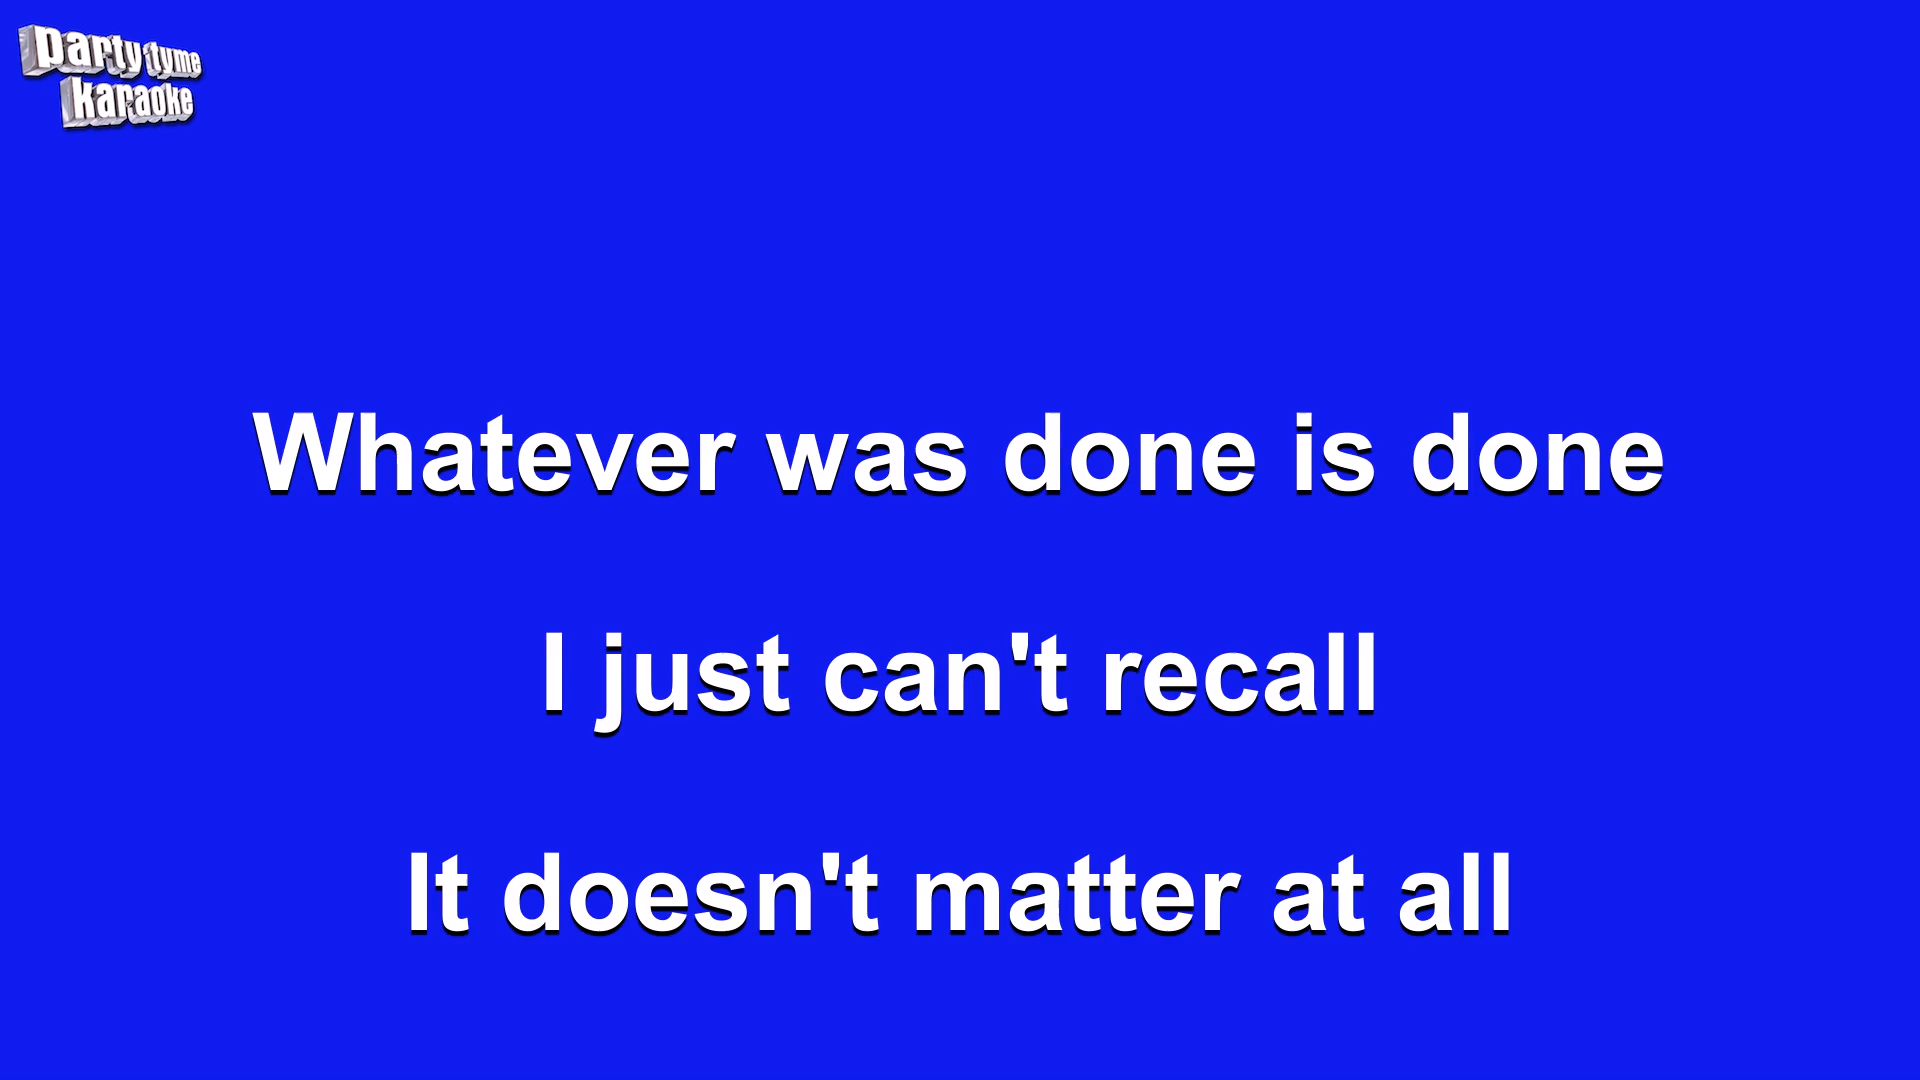 party tyme
karaoke
Whatever was done is done
I just can't recall
It doesn't matter at all